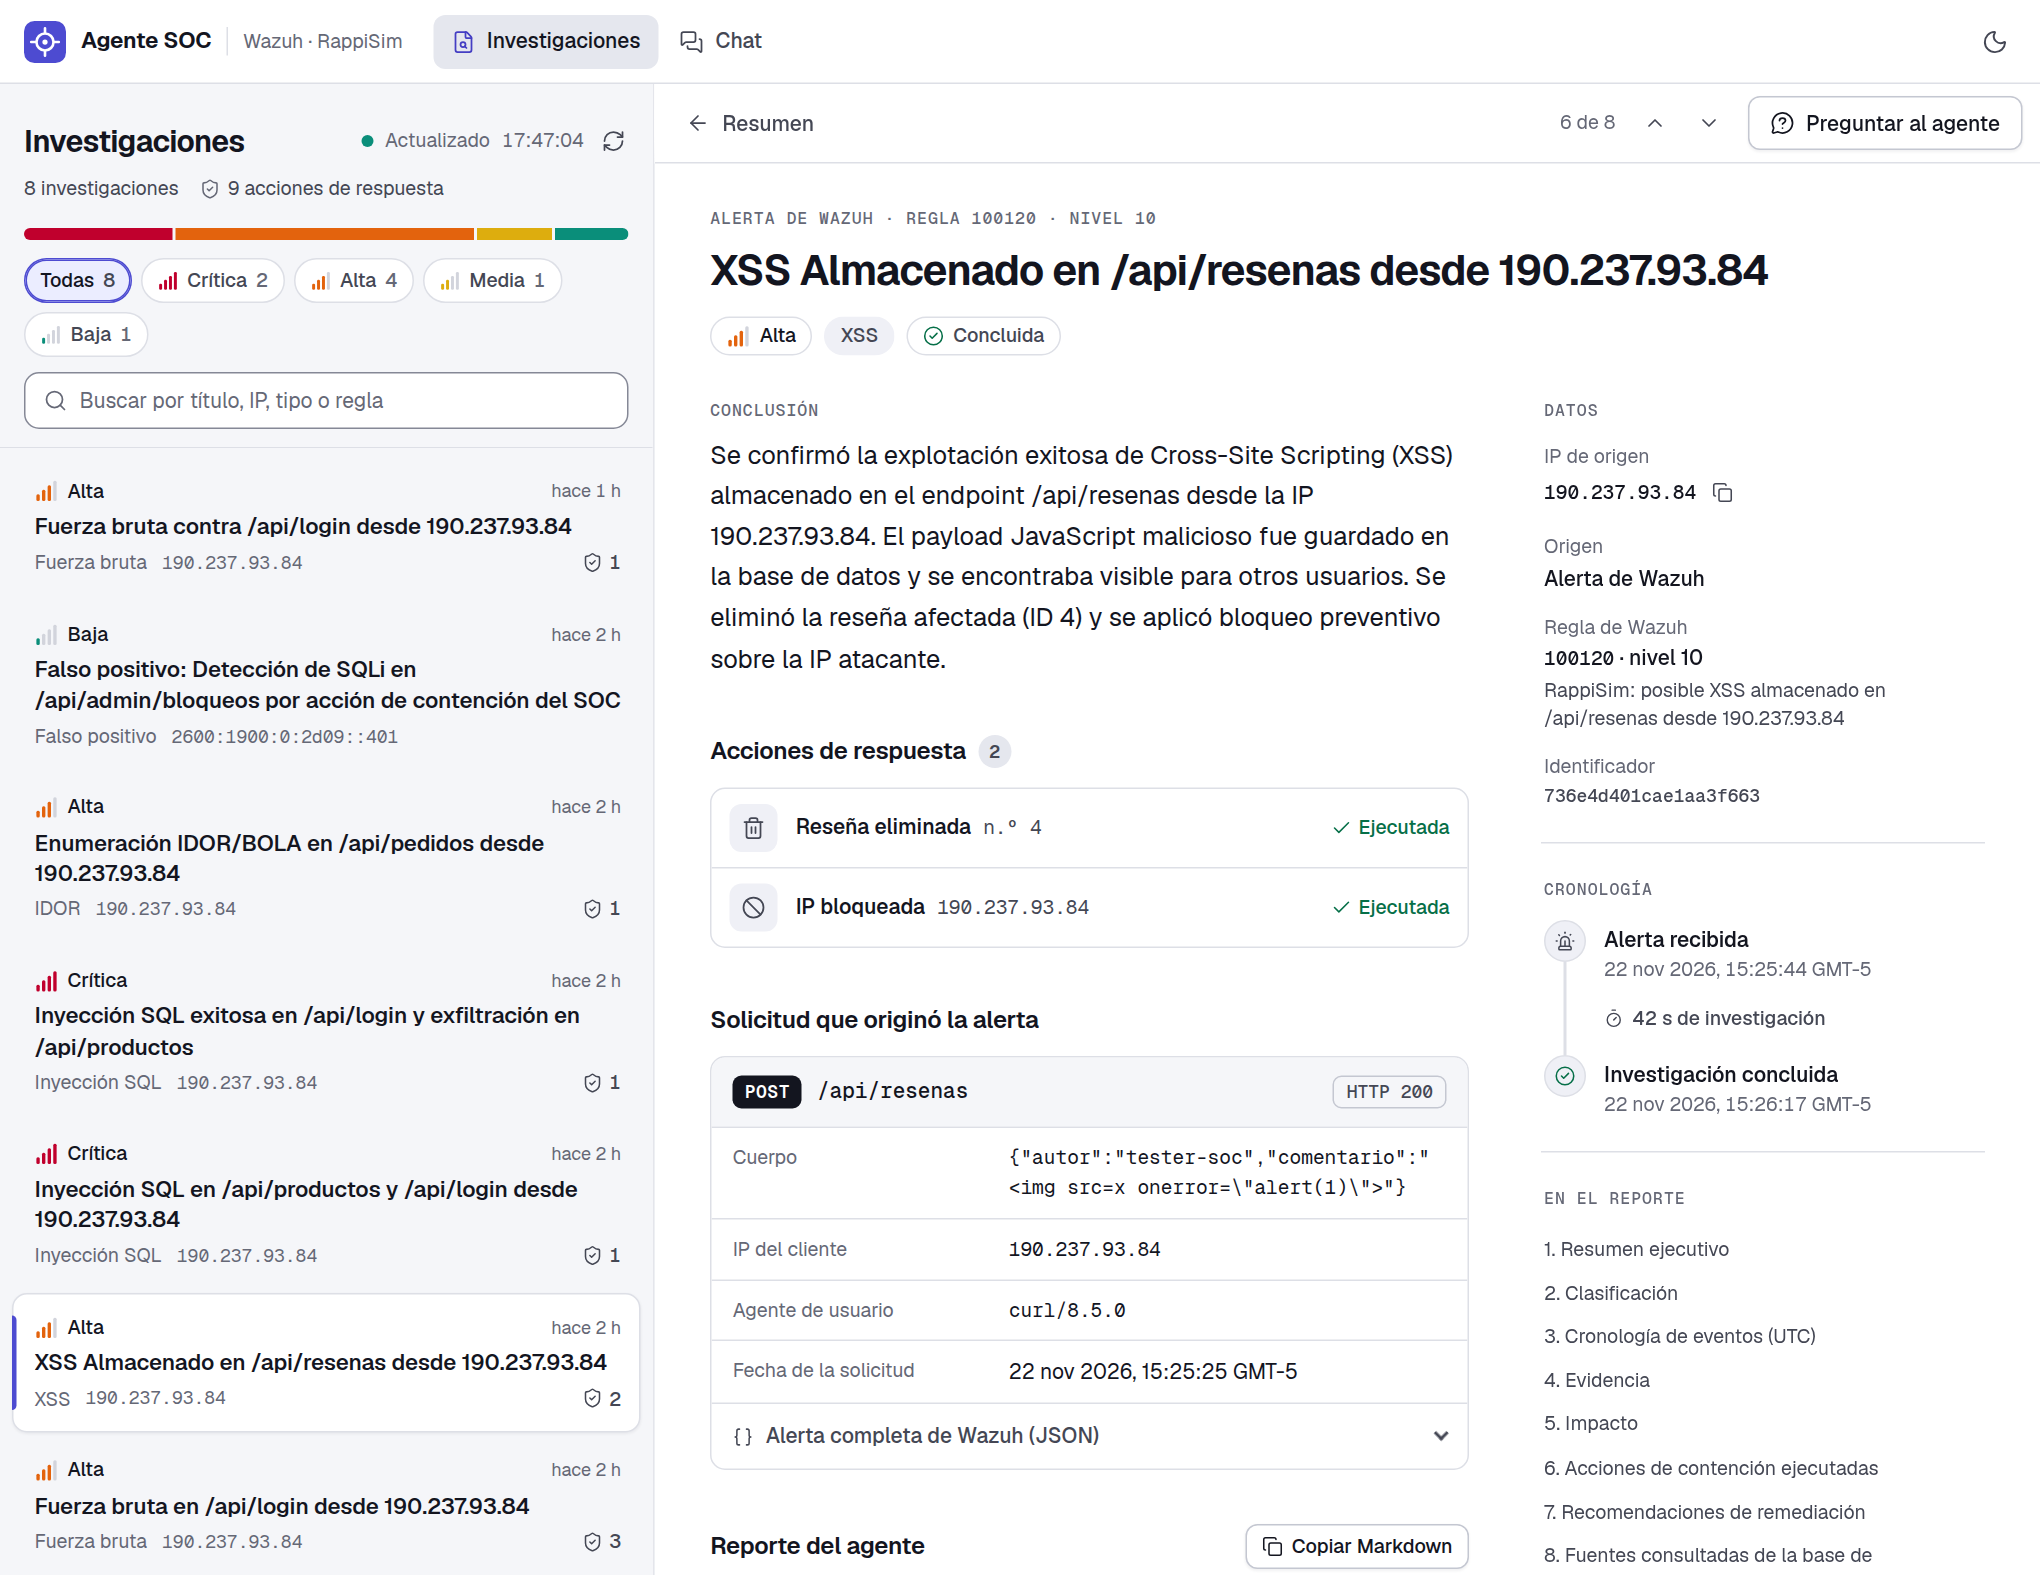 Agente SOC
Wazuh · RappiSim
Investigaciones
Chat
Investigaciones
Actualizado 17:47:04
8 investigaciones
9 acciones de respuesta
Todas 8
Crítica 2
Alta 4
Media 1
Baja 1
Buscar por título, IP, tipo o regla
Alta
hace 1 h
Fuerza bruta contra /api/login desde 190.237.93.84
Fuerza bruta 190.237.93.84
1
Baja
hace 2 h
Falso positivo: Detección de SQLi en
/api/admin/bloqueos por acción de contención del SOC
Falso positivo 2600:1900:0:2d09::401
Alta
hace 2 h
Enumeración IDOR/BOLA en /api/pedidos desde
190.237.93.84
IDOR 190.237.93.84
1
Crítica
hace 2 h
Inyección SQL exitosa en /api/login y exfiltración en
/api/productos
Inyección SQL 190.237.93.84
1
Crítica
hace 2 h
Inyección SQL en /api/productos y /api/login desde
190.237.93.84
Inyección SQL 190.237.93.84
1
Alta
hace 2 h
XSS Almacenado en /api/resenas desde 190.237.93.84
XSS 190.237.93.84
2
Alta
hace 2 h
Fuerza bruta en /api/login desde 190.237.93.84
Fuerza bruta 190.237.93.84
3
Resumen
6 de 8
Preguntar al agente
ALERTA DE WAZUH · REGLA 100120 · NIVEL 10
XSS Almacenado en /api/resenas desde 190.237.93.84
Alta
XSS
Concluida
CONCLUSIÓN
Se confirmó la explotación exitosa de Cross-Site Scripting (XSS)
almacenado en el endpoint /api/resenas desde la IP
190.237.93.84. El payload JavaScript malicioso fue guardado en
la base de datos y se encontraba visible para otros usuarios. Se
eliminó la reseña afectada (ID 4) y se aplicó bloqueo preventivo
sobre la IP atacante.
Acciones de respuesta 2
Reseña eliminada n.º 4
Ejecutada
IP bloqueada 190.237.93.84
Ejecutada
Solicitud que originó la alerta
POST /api/resenas
HTTP 200
Cuerpo
{"autor":"tester-soc","comentario":"
<img src=x onerror=\"alert(1)\">"}
IP del cliente
190.237.93.84
Agente de usuario
curl/8.5.0
Fecha de la solicitud
22 nov 2026, 15:25:25 GMT-5
{} Alerta completa de Wazuh (JSON)
Reporte del agente
Copiar Markdown
DATOS
IP de origen
190.237.93.84
Origen
Alerta de Wazuh
Regla de Wazuh
100120 · nivel 10
RappiSim: posible XSS almacenado en
/api/resenas desde 190.237.93.84
Identificador
736e4d401cae1aa3f663
CRONOLOGÍA
Alerta recibida
22 nov 2026, 15:25:44 GMT-5
42 s de investigación
Investigación concluida
22 nov 2026, 15:26:17 GMT-5
EN EL REPORTE
1. Resumen ejecutivo
2. Clasificación
3. Cronología de eventos (UTC)
4. Evidencia
5. Impacto
6. Acciones de contención ejecutadas
7. Recomendaciones de remediación
8. Fuentes consultadas de la base de